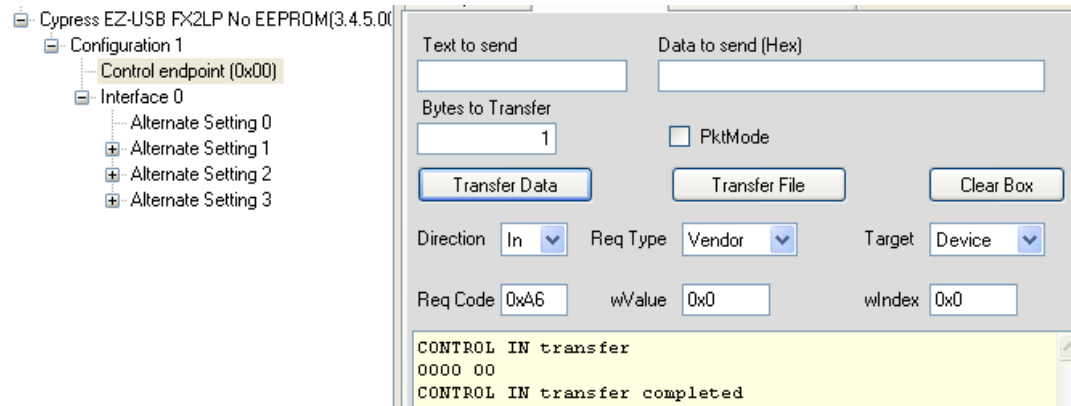 Cypress EZ-USB FX2LP No EEPROM(3.4.5.0
Configuration 1
Control endpoint (0x00)
Interface 0
Alternate Setting 0
Alternate Setting 1
Alternate Setting 2
Alternate Setting 3
Text to send Data to send (Hex)
Bytes to Transfer
1 PktMode
Transfer Data Transfer File Clear Box
Direction In Req Type Vendor Target Device
Req Code 0xA6 wValue 0x0 wIndex 0x0
CONTROL IN transfer
0000 00
CONTROL IN transfer completed